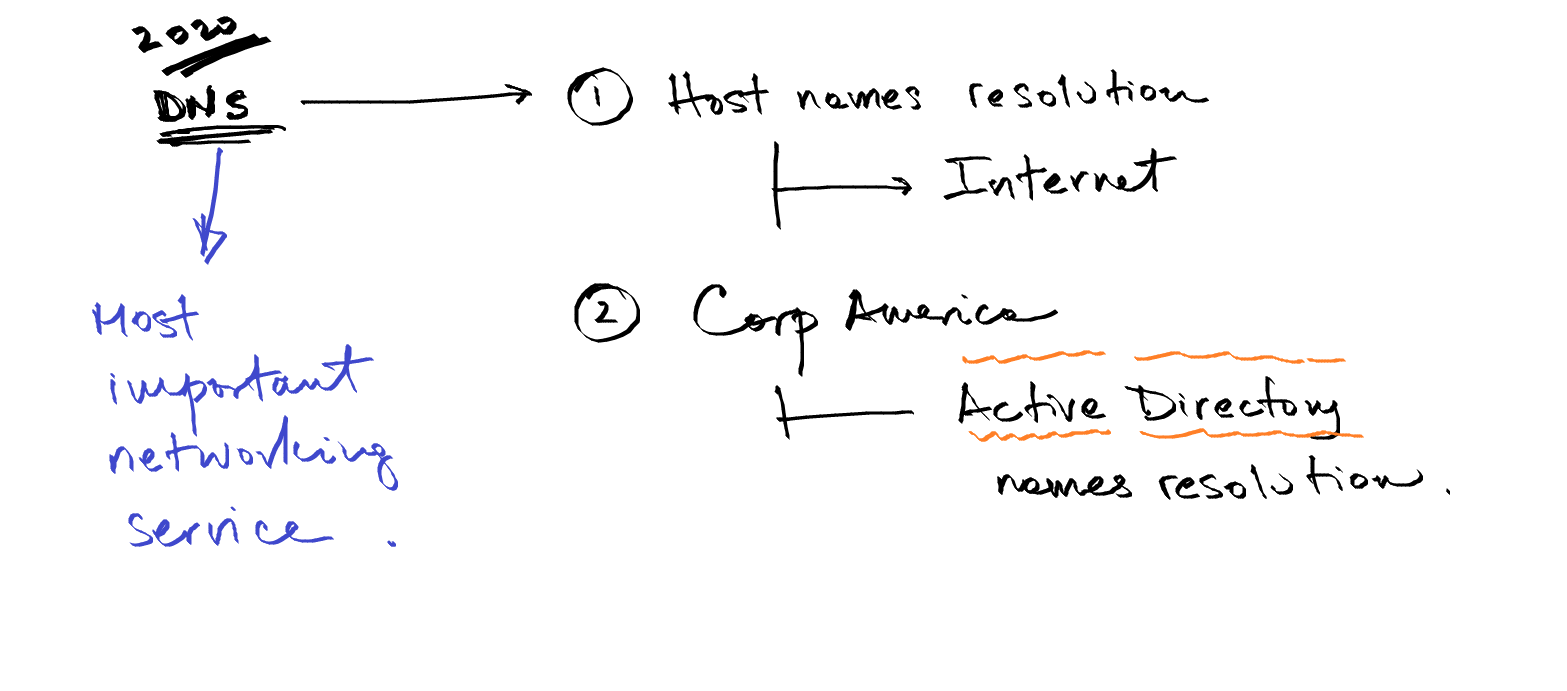 2020
DNS
① Host names resolution
Internet
② Corp America
Active Directory
names resolution.
Most
important
networking
service.